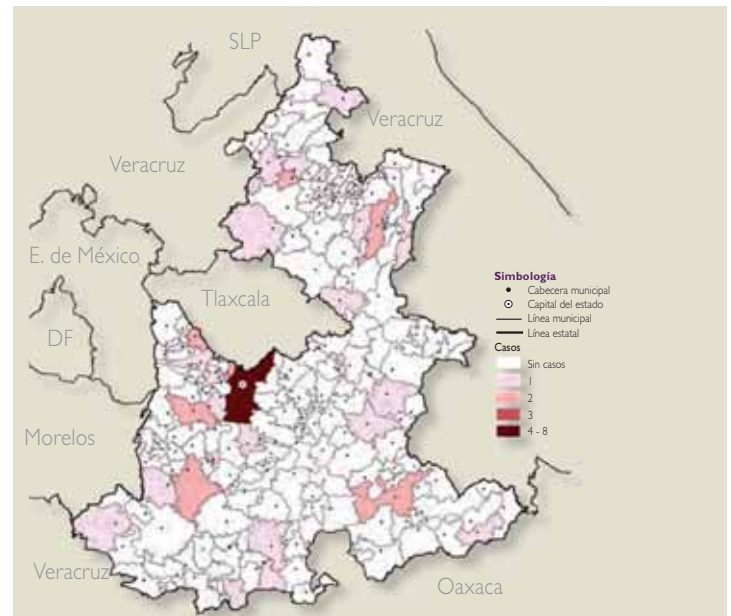 SLP
Veracruz
Veracruz
E. de México
Tlaxcala
DF
Morelos
Veracruz
Oaxaca
Simbología
Cabecera municipal
Capital del estado
Línea municipal
Línea estatal
Casos
Sin casos
1
2
3
4 - 8